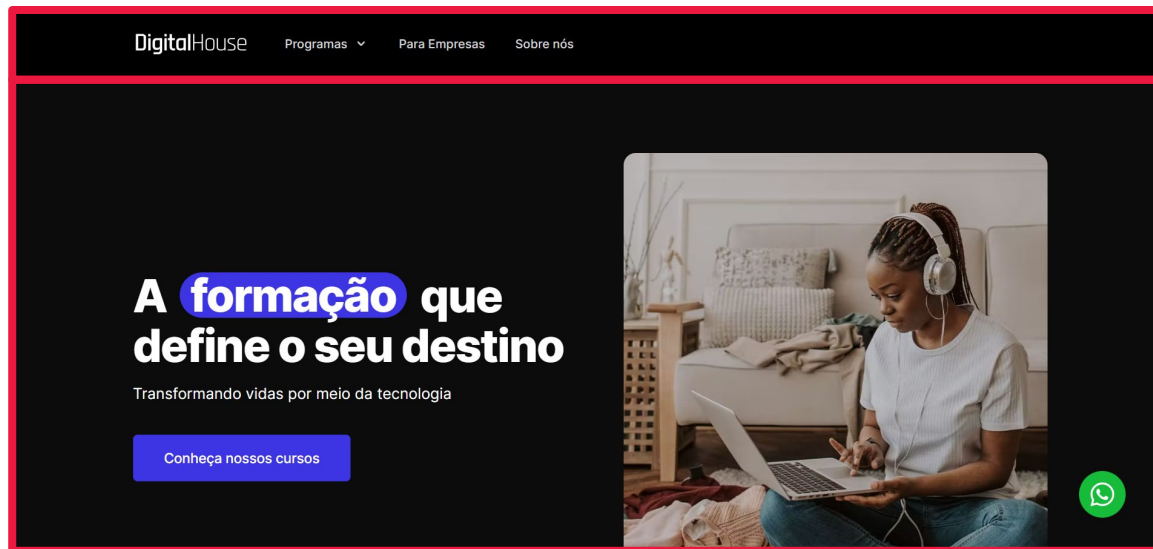 DigitalHouse
Programas
Para Empresas
Sobre nós
A formação que
define o seu destino
Transformando vidas por meio da tecnologia
Conheça nossos cursos